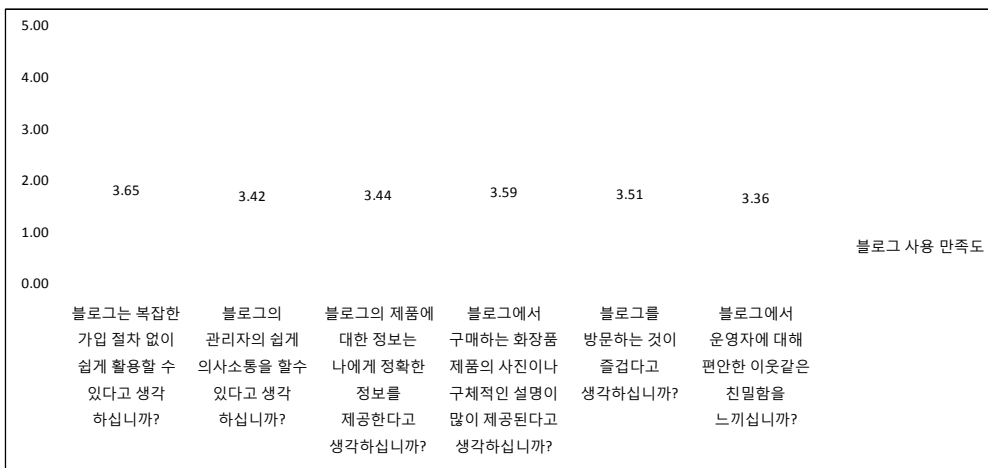 5.00
4.00
3.00
2.00
1.00
0.00
3.65
3.42
3.44
3.59
3.51
3.36
블로그 사용 만족도
블로그는 복잡한
가입 절차 없이
쉽게 활용할 수
있다고 생각
하십니까?
블로그의
관리자의 쉽게
의사소통을 할수
있다고 생각
하십니까?
블로그의 제품에
대한 정보는
나에게 정확한
정보를
제공한다고
생각하십니까?
블로그에서
구매하는 화장품
제품의 사진이나
구체적인 설명이
많이 제공된다고
생각하십니까?
블로그를
방문하는 것이
즐겁다고
생각하십니까?
블로그에서
운영자에 대해
편안한 이웃같은
친밀함을
느끼십니까?